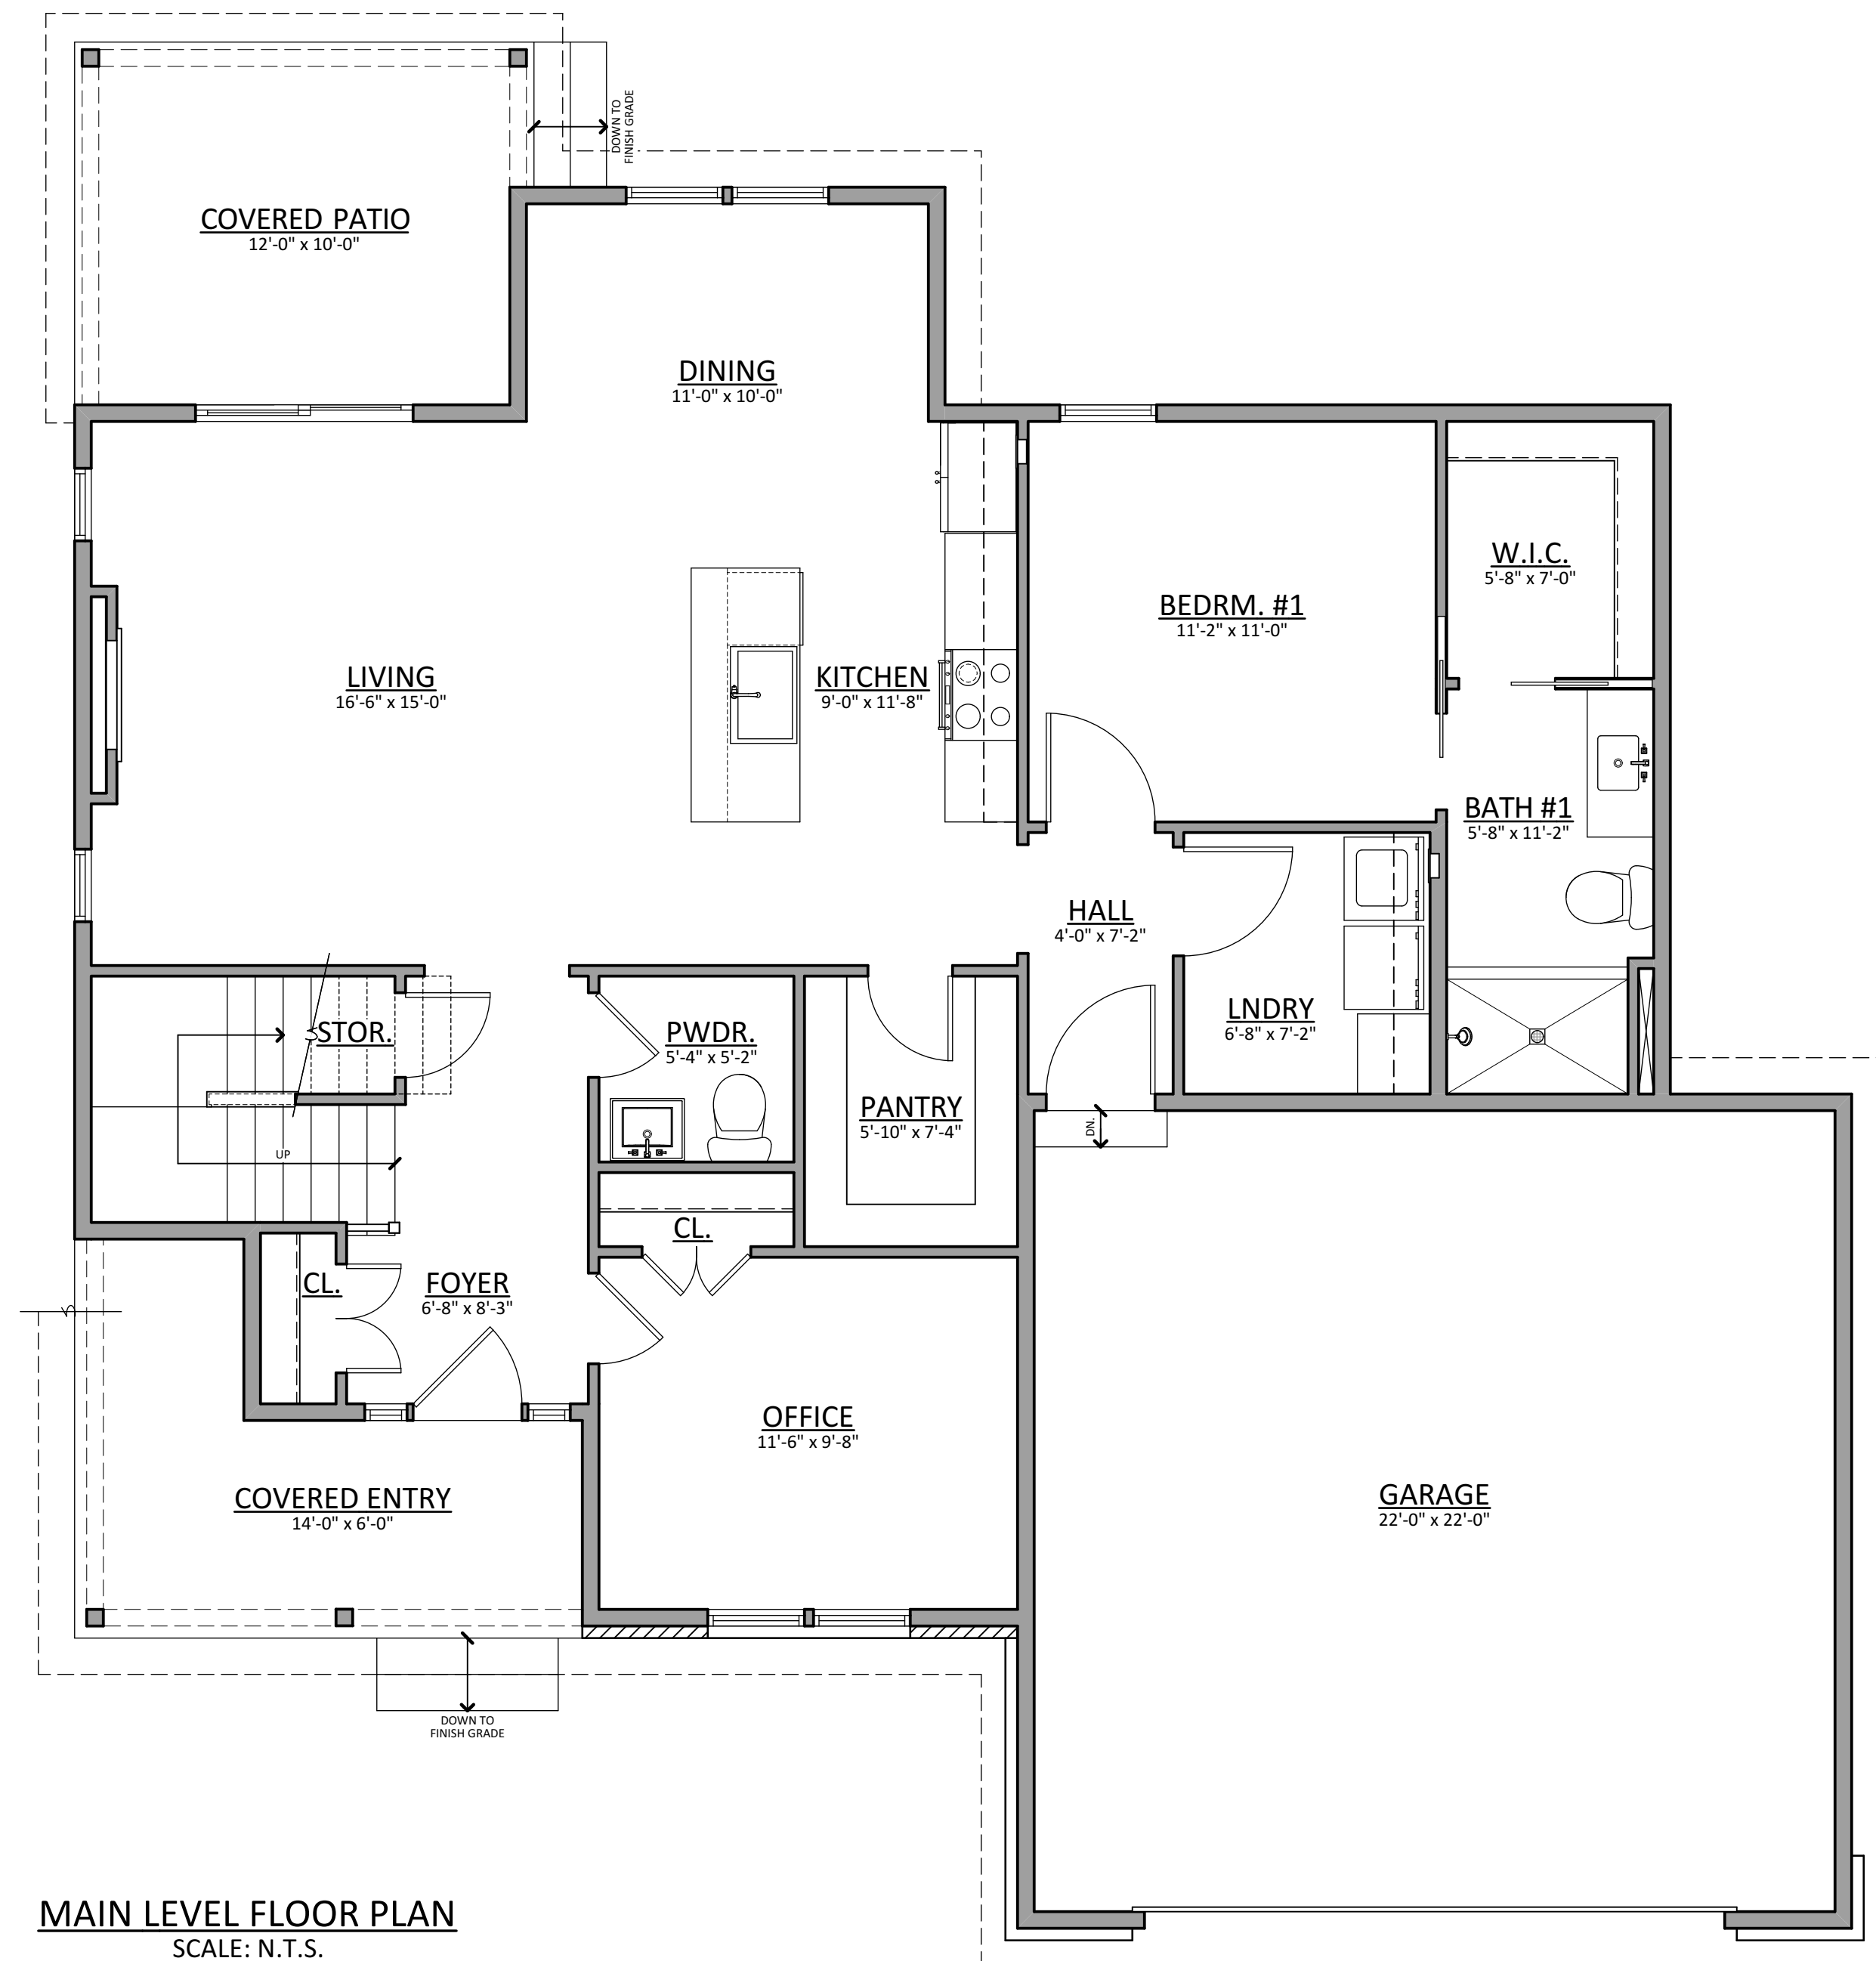 DOWN TO
FINISH GRADE
COVERED PATIO
12'-0" x 10'-0"
DINING
11'-0" x 10'-0"
W.I.C.
5'-8" x 7'-0"
BEDRM. #1
11'-2" x 11'-0"
LIVING
16'-6" x 15'-0"
KITCHEN
9'-0" x 11'-8"
BATH #1
5'-8" x 11'-2"
HALL
4'-0" x 7'-2"
LNDRY
6'-8" x 7'-2"
STOR.
PWDR.
5'-4" x 5'-2"
PANTRY
5'-10" x 7'-4"
DN.
UP
CL.
CL.
FOYER
6'-8" x 8'-3"
OFFICE
11'-6" x 9'-8"
COVERED ENTRY
14'-0" x 6'-0"
GARAGE
22'-0" x 22'-0"
DOWN TO
FINISH GRADE
MAIN LEVEL FLOOR PLAN
SCALE: N.T.S.